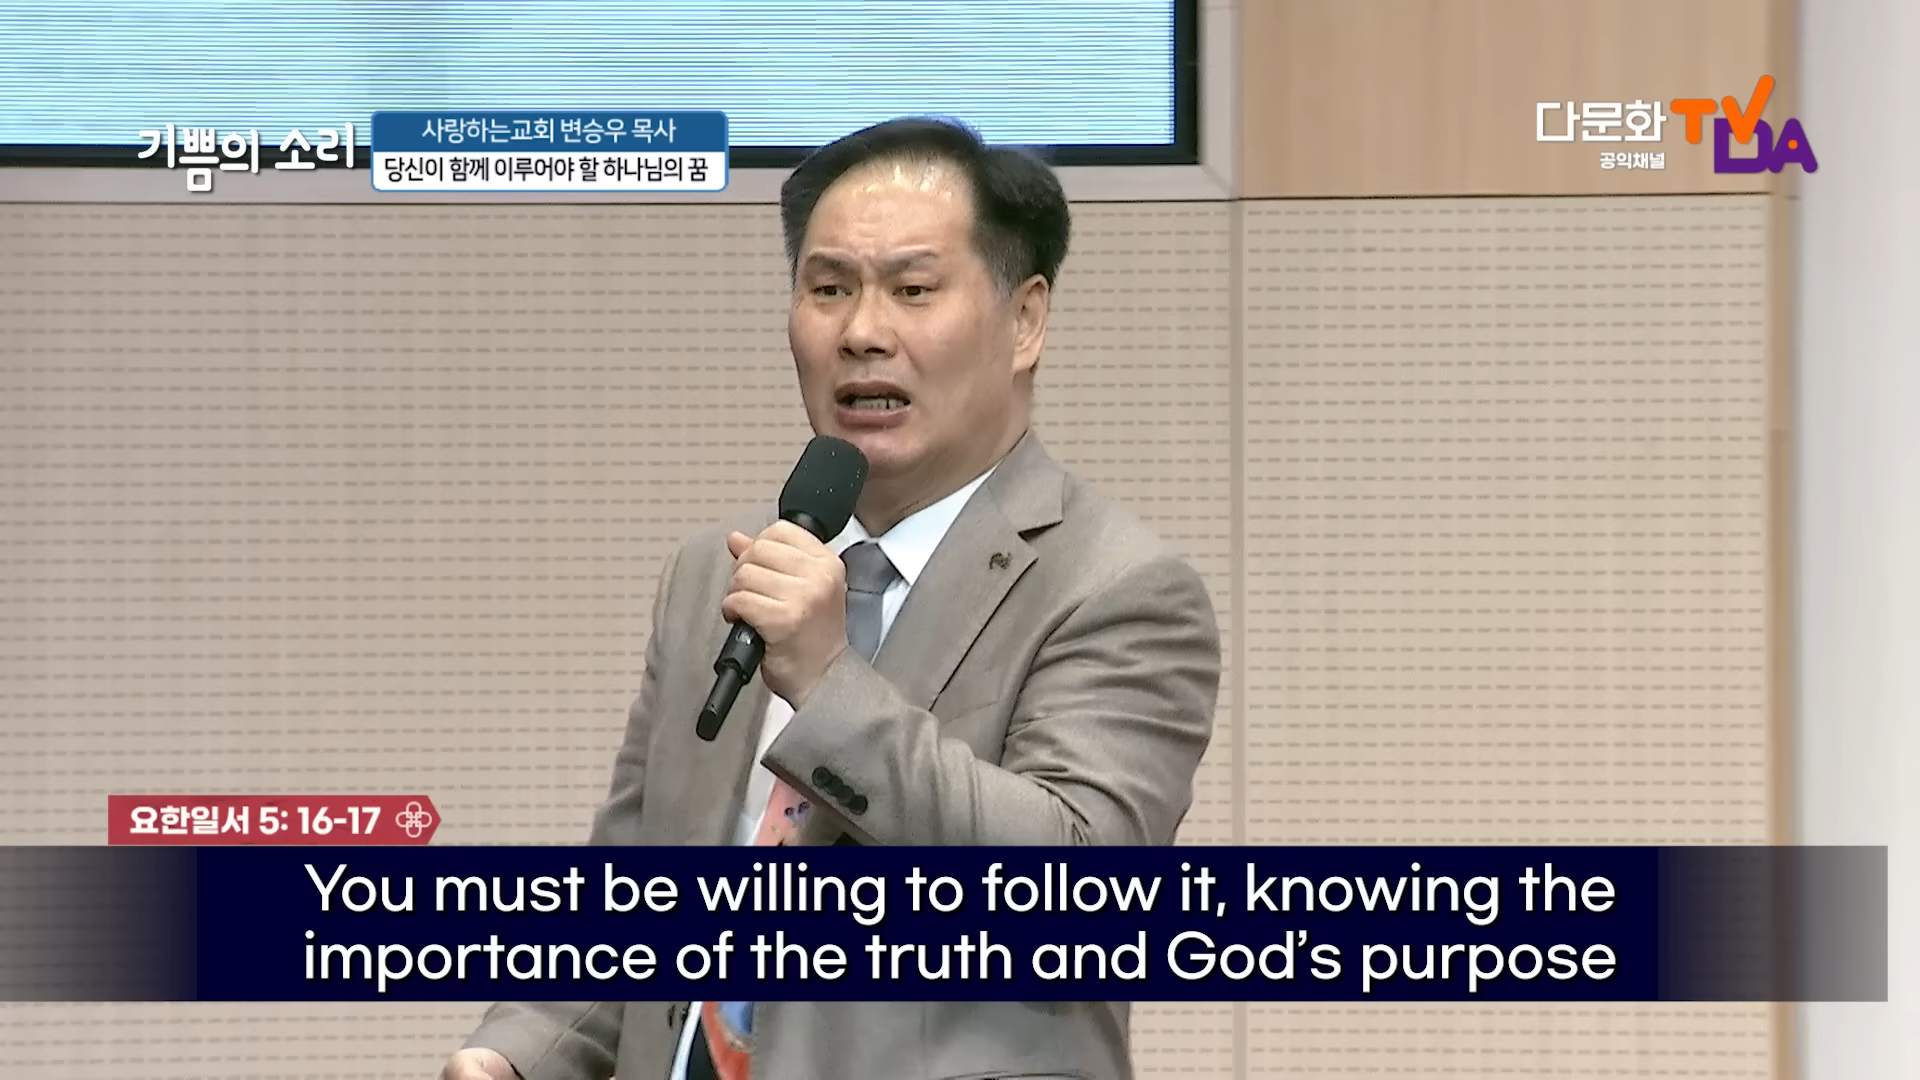 기쁨의 소리
사랑하는교회 변승우 목사
당신이 함께 이루어야 할 하나님의 꿈
다문화 TV
DA
공익채널
요한일서 5: 16-17
You must be willing to follow it, knowing the
importance of the truth and God's purpose